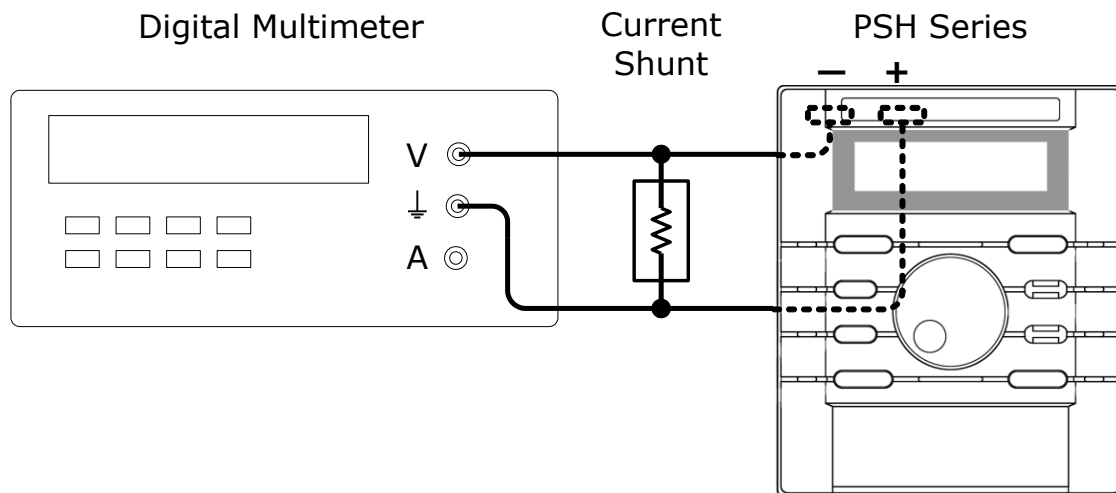 Digital Multimeter
Current
Shunt
PSH Series
− +
V
A